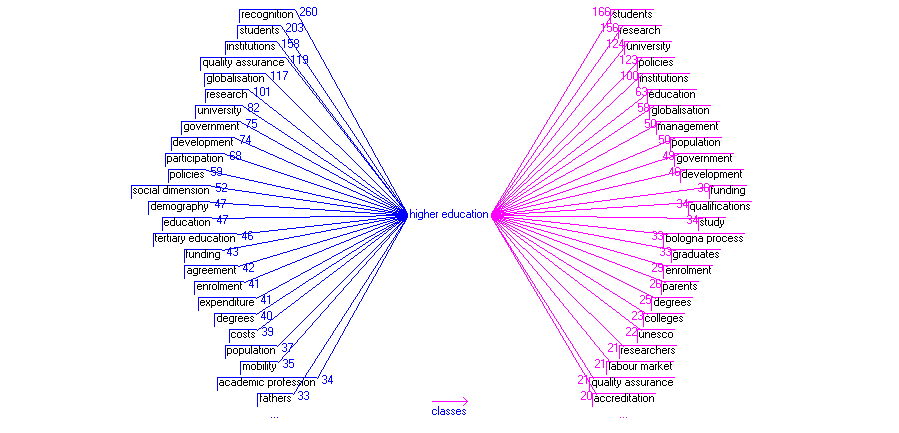 recognition 260
students 203
institutions 158
quality assurance 119
globalisation 117
research 101
university 82
government 75
development 74
participation 68
policies 59
social dimension 52
demography 47
education 47
tertiary education 46
funding 43
agreement 42
enrolment 41
expenditure 41
degrees 40
costs 39
population 37
mobility 35
academic profession 34
fathers 33
...
higher education
classes
166 students
156 research
124 university
123 policies
100 institutions
63 education
institutions
globalisation
50 management
50 population
49 government
46 development
funding
34 qualifications
34 study
33 bologna process
33 graduates
enrolment
26 parents
25 degrees
23 colleges
22 unesco
21 researchers
21 labour market
21 quality assurance
20 accreditation
...